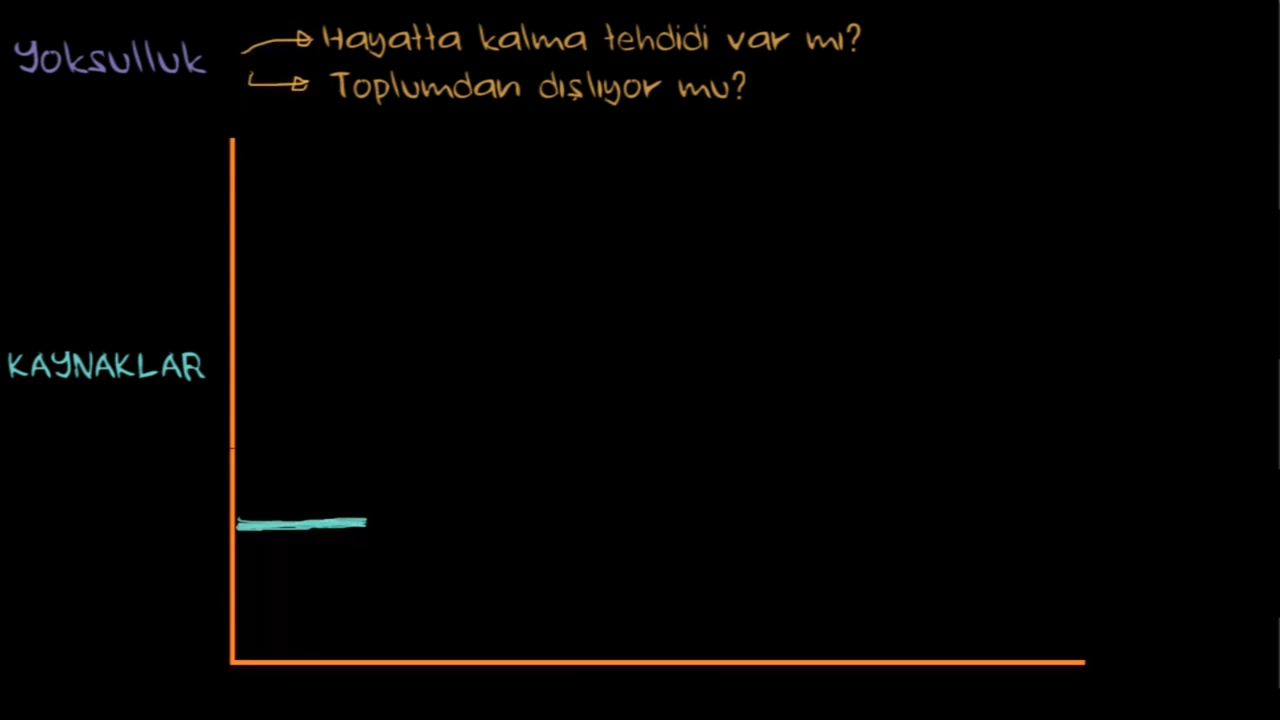 Yoksulluk
Hayatta kalma tehdidi var mı?
Toplumdan dışlıyor mu?
KAYNAKLAR